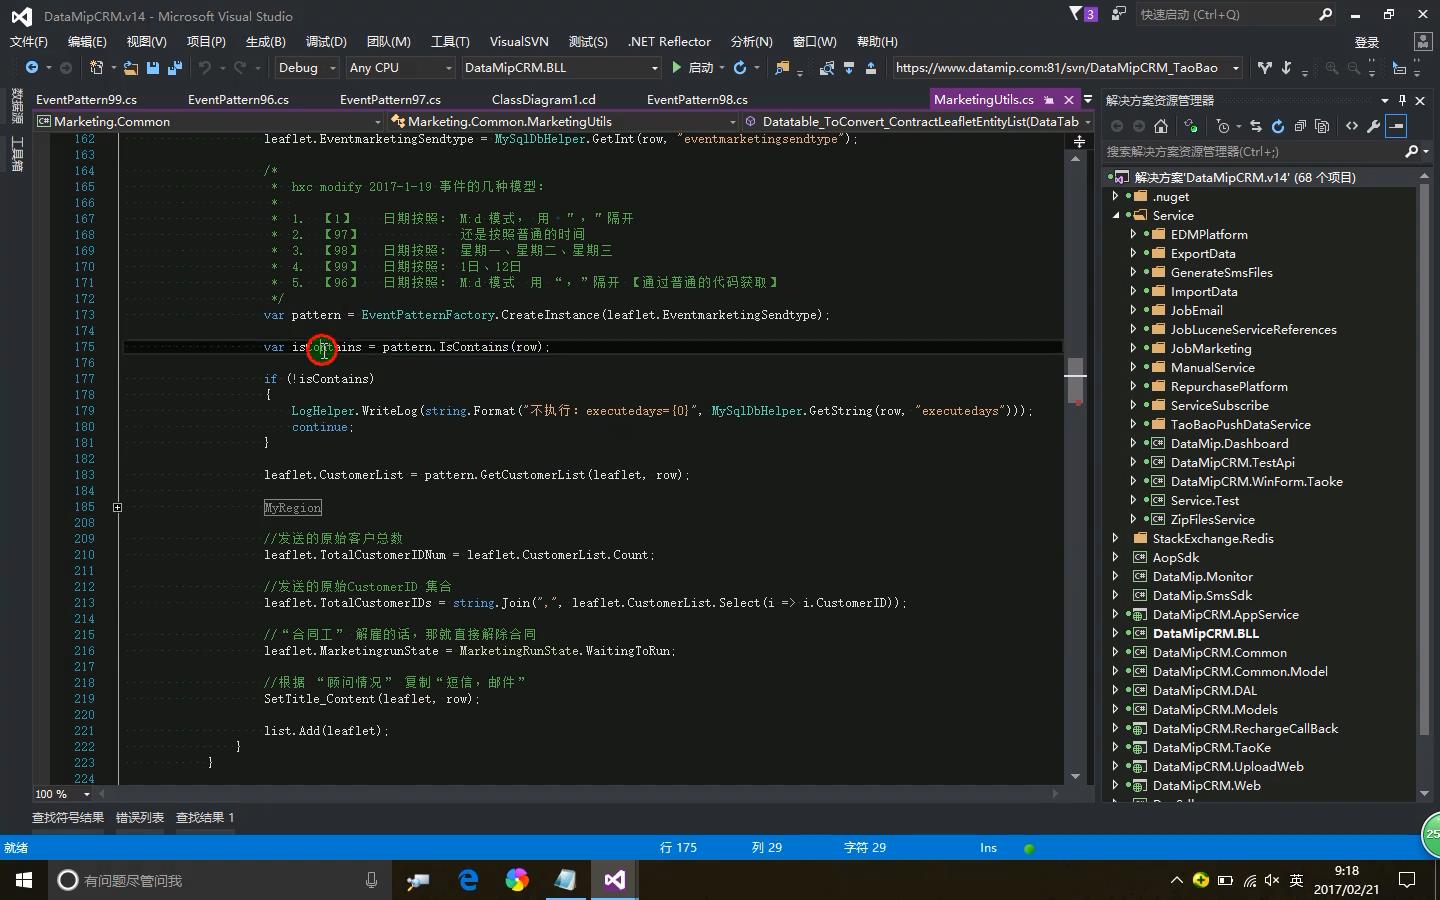 DataMipCRM.v14 - Microsoft Visual Studio
3
快速启动 (Ctrl+Q)
文件(F) 编辑(E) 视图(V) 项目(P) 生成(B) 调试(D) 团队(M) 工具(T) VisualSVN 测试(S) .NET Reflector 分析(N) 窗口(W) 帮助(H) 登录
Debug Any CPU DataMipCRM.BLL 启动 https://www.datamip.com:81/svn/DataMipCRM_TaoBao
数据源
工具箱
EventPattern99.cs EventPattern96.cs EventPattern97.cs ClassDiagram1.cd EventPattern98.cs MarketingUtils.cs
Marketing.Common Marketing.Common.MarketingUtils Datatable_ToConvert_ContractLeafletEntityList(DataTab
162 leaflet.EventmarketingSendtype = MySqlDbHelper.GetInt(row, "eventmarketingsendtype");
163
164 /*
165 * hxc modify 2017-1-19 事件的几种模型：
166 *
167 * 1. 【1】 日期按照： M:d 模式， 用 "，"隔开
168 * 2. 【97】 还是按照普通的时间
169 * 3. 【98】 日期按照： 星期一、星期二、星期三
170 * 4. 【99】 日期按照： 1日、12日
171 * 5. 【96】 日期按照： M:d 模式 用 “，”隔开 【通过普通的代码获取】
172 */
173 var pattern = EventPatternFactory.CreateInstance(leaflet.EventmarketingSendtype);
174
175 var isContains = pattern.IsContains(row);
176
177 if (!isContains)
178 {
179 LogHelper.WriteLog(string.Format("不执行：executedays={0}", MySqlDbHelper.GetString(row, "executedays")));
180 continue;
181 }
182
183 leaflet.CustomerList = pattern.GetCustomerList(leaflet, row);
184
185 MyRegion
208
209 //发送的原始客户总数
210 leaflet.TotalCustomerIDNum = leaflet.CustomerList.Count;
211
212 //发送的原始CustomerID 集合
213 leaflet.TotalCustomerIDs = string.Join(",", leaflet.CustomerList.Select(i => i.CustomerID));
214
215 //“合同工” 解雇的话，那就直接解除合同
216 leaflet.MarketingrunState = MarketingRunState.WaitingToRun;
217
218 //根据 “顾问情况” 复制“短信，邮件”
219 SetTitle_Content(leaflet, row);
220
221 list.Add(leaflet);
222 }
223 }
224
100 %
解决方案资源管理器
搜索解决方案资源管理器(Ctrl+;)
解决方案'DataMipCRM.v14' (68 个项目)
.nuget
Service
EDMPlatform
ExportData
GenerateSmsFiles
ImportData
JobEmail
JobLuceneServiceReferences
JobMarketing
ManualService
RepurchasePlatform
ServiceSubscribe
TaoBaoPushDataService
DataMip.Dashboard
DataMipCRM.TestApi
DataMipCRM.WinForm.Taoke
Service.Test
ZipFilesService
StackExchange.Redis
AopSdk
DataMip.Monitor
DataMip.SmsSdk
DataMipCRM.AppService
DataMipCRM.BLL
DataMipCRM.Common
DataMipCRM.Common.Model
DataMipCRM.DAL
DataMipCRM.Models
DataMipCRM.RechargeCallBack
DataMipCRM.TaoKe
DataMipCRM.UploadWeb
DataMipCRM.Web
查找符号结果 错误列表 查找结果 1
就绪 行 175 列 29 字符 29 Ins
25
有问题尽管问我
英
9:18
2017/02/21